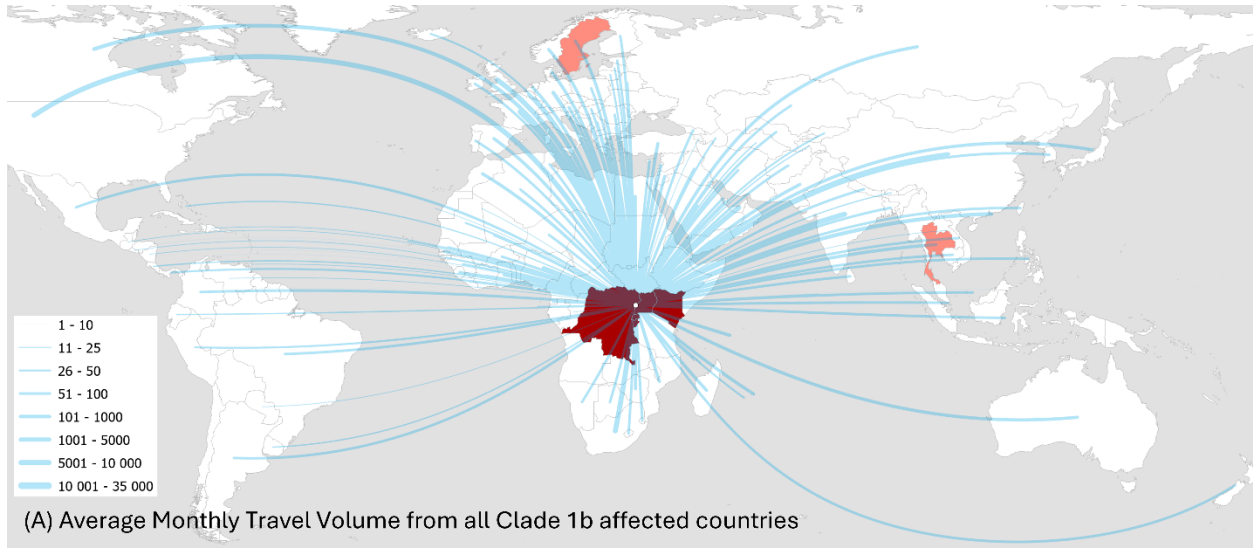 1 - 10
11 - 25
26 - 50
51 - 100
101 - 1000
1001 - 5000
5001 - 10 000
10 001 - 35 000
(A) Average Monthly Travel Volume from all Clade 1b affected countries